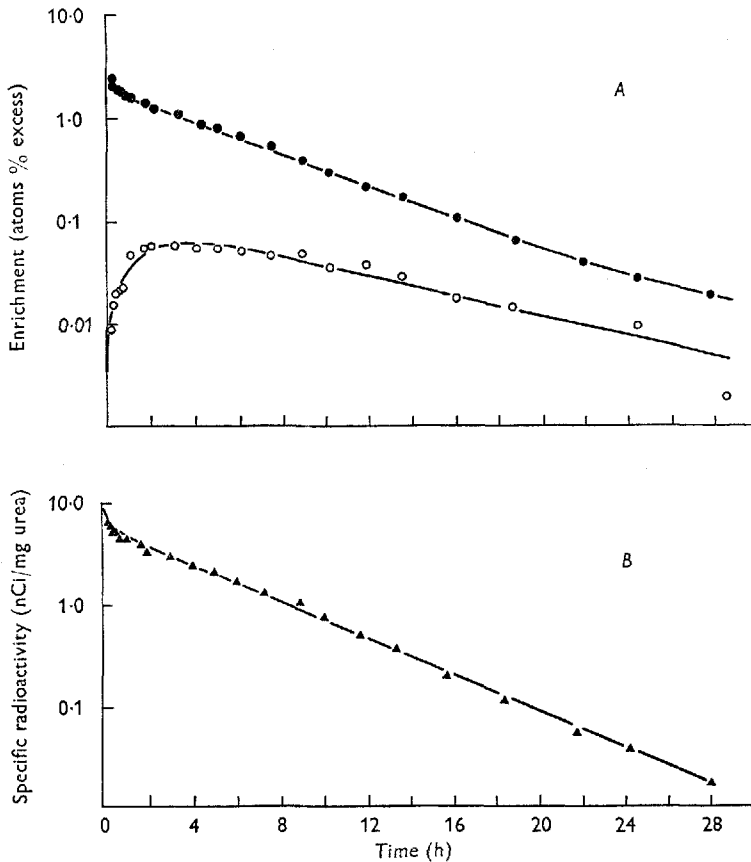 10·0
A
1·0
0·1
0·01
Enrichment (atoms % excess)
10·0
B
1·0
0·1
Specific radioactivity (nCi/mg urea)
0 4 8 12 16 20 24 28
Time (h)